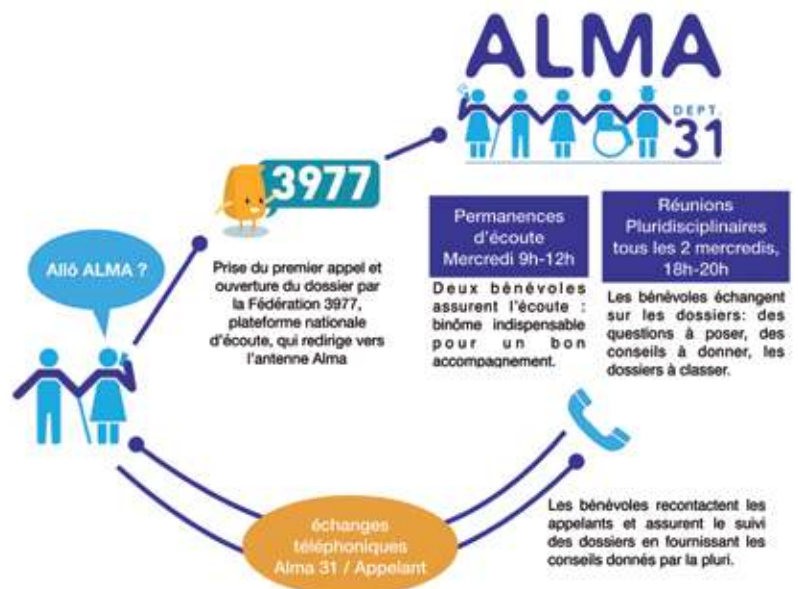 ALMA
DEPT.
31
3977
Allô ALMA ?
Prise du premier appel et
ouverture du dossier par
la Fédération 3977,
plateforme nationale
d'écoute, qui redirige vers
l'antenne Alma
Permanences
d'écoute
Mercredi 9h-12h
Deux bénévoles
assurent l'écoute :
binôme indispensable
pour un bon
accompagnement.
Réunions
Pluridisciplinaires
tous les 2 mercredis,
18h-20h
Les bénévoles échangent
sur les dossiers: des
questions à poser, des
conseils à donner, les
dossiers à classer.
échanges
téléphoniques
Alma 31 / Appelant
Les bénévoles recontactent les
appelants et assurent le suivi
des dossiers en fournissant les
conseils donnés par la pluri.